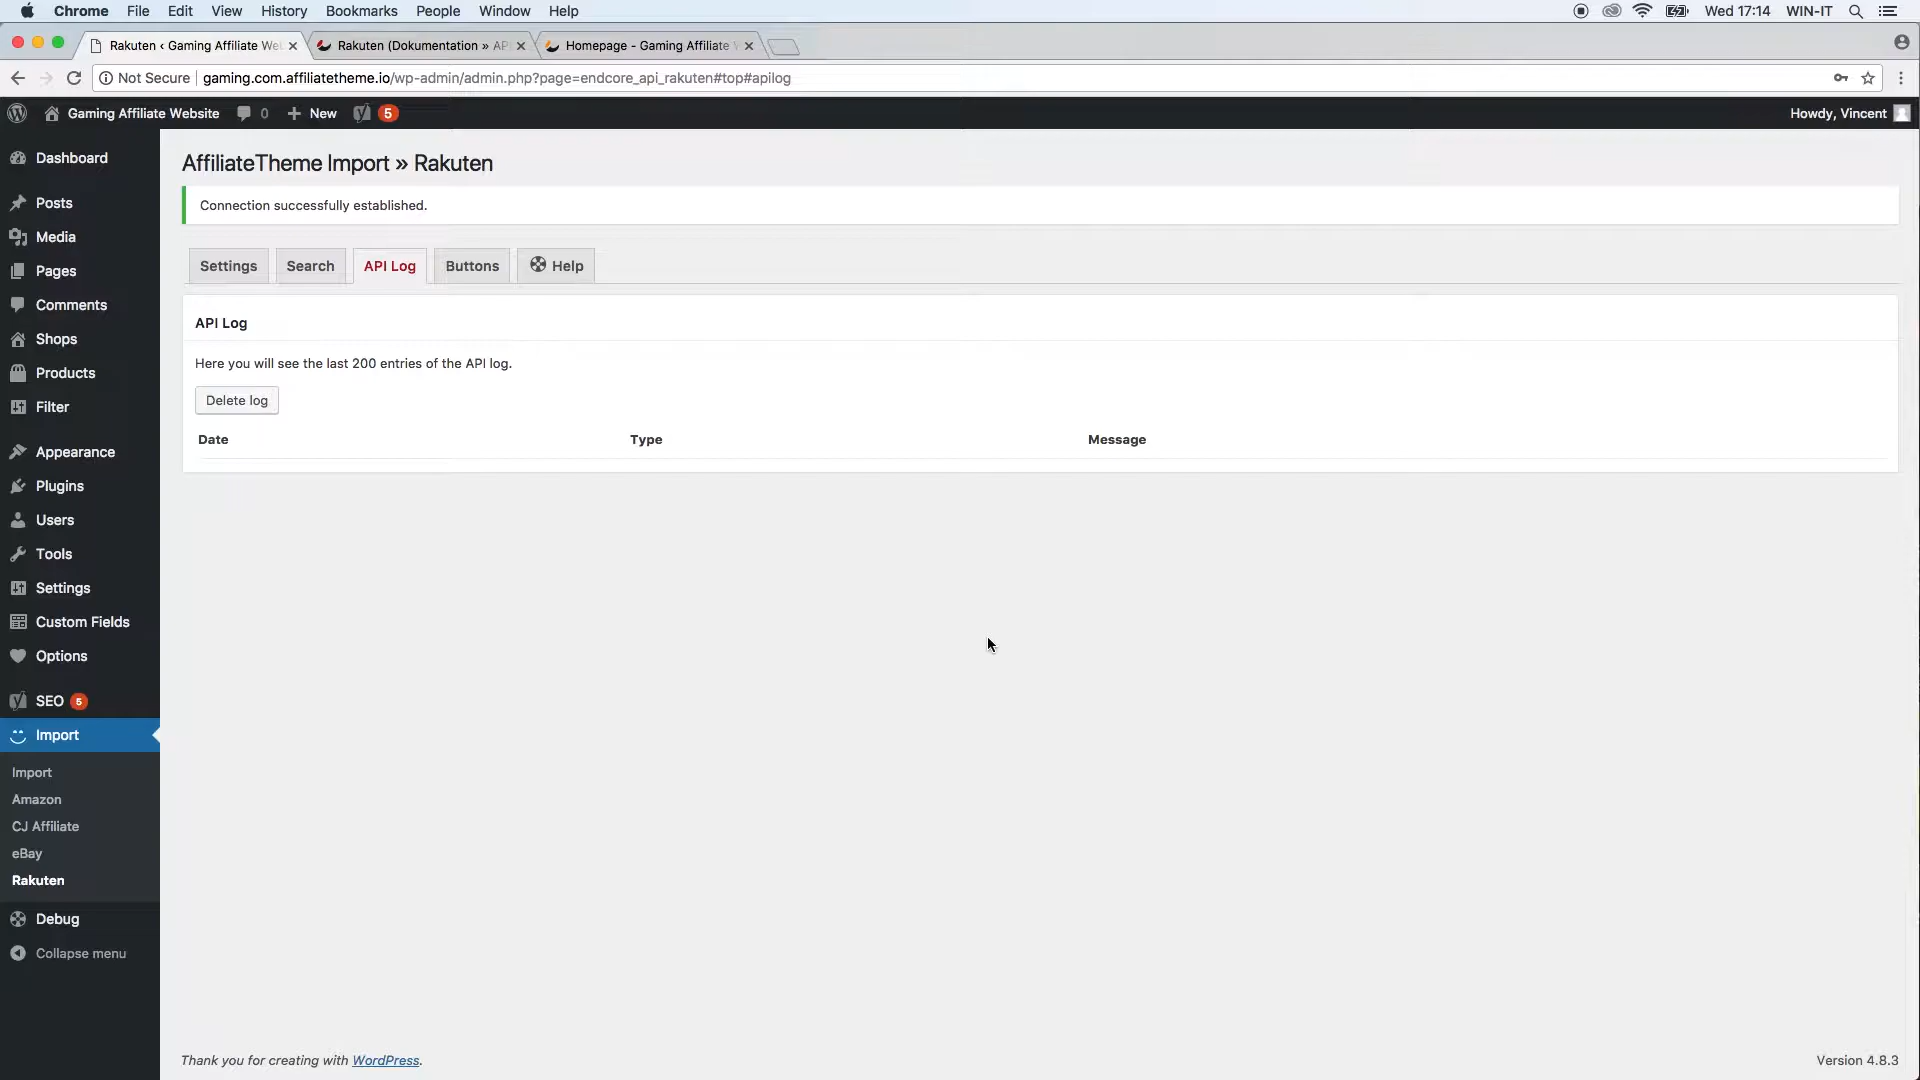 Chrome File Edit View History Bookmarks People Window Help Wed 17:14 WIN-IT
Rakuten ‹ Gaming Affiliate We
Rakuten (Dokumentation » AP
Homepage - Gaming Affiliate
Not Secure gaming.com.affiliatetheme.io/wp-admin/admin.php?page=endcore_api_rakuten#top#apilog
Gaming Affiliate Website 0 New 5 Howdy, Vincent
Dashboard
Posts
Media
Pages
Comments
Shops
Products
Filter
Appearance
Plugins
Users
Tools
Settings
Custom Fields
Options
SEO 5
Import
Import
Amazon
CJ Affiliate
eBay
Rakuten
Debug
Collapse menu
AffiliateTheme Import » Rakuten
Connection successfully established.
Settings Search API Log Buttons Help
API Log
Here you will see the last 200 entries of the API log.
Delete log
Date Type Message
Thank you for creating with WordPress.
Version 4.8.3